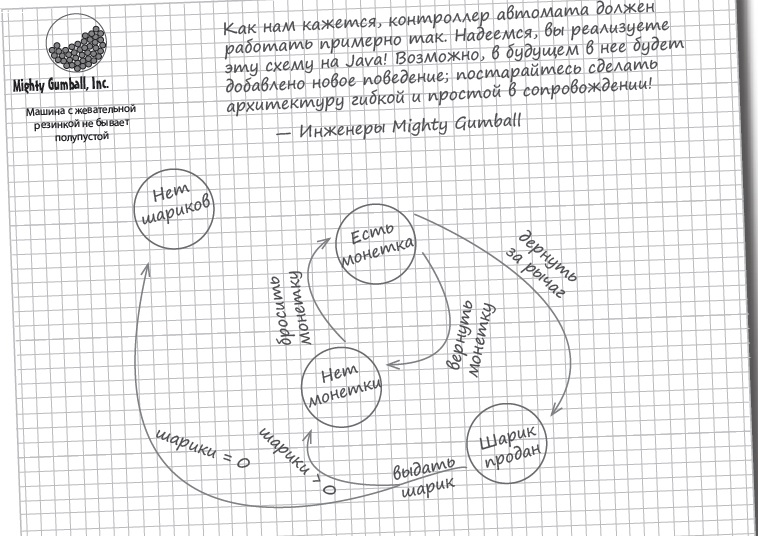 Как нам кажется, контроллер автомата должен
работать примерно так. Надеемся, вы реализуете
эту схему на Java! Возможно, в будущем в нее будет
добавлено новое поведение; постарайтесь сделать
архитектуру гибкой и простой в сопровождении!
— Инженеры Mighty Gumball
Mighty Gumball, Inc.
Машина с жевательной
резинкой не бывает
полупустой
Нет
шариков
Есть
монетка
дернуть
за рычаг
бросить
монетку
вернуть
монетку
Нет
монетки
Шарик
продан
шарики = 0
шарики > 0
выдать
шарик